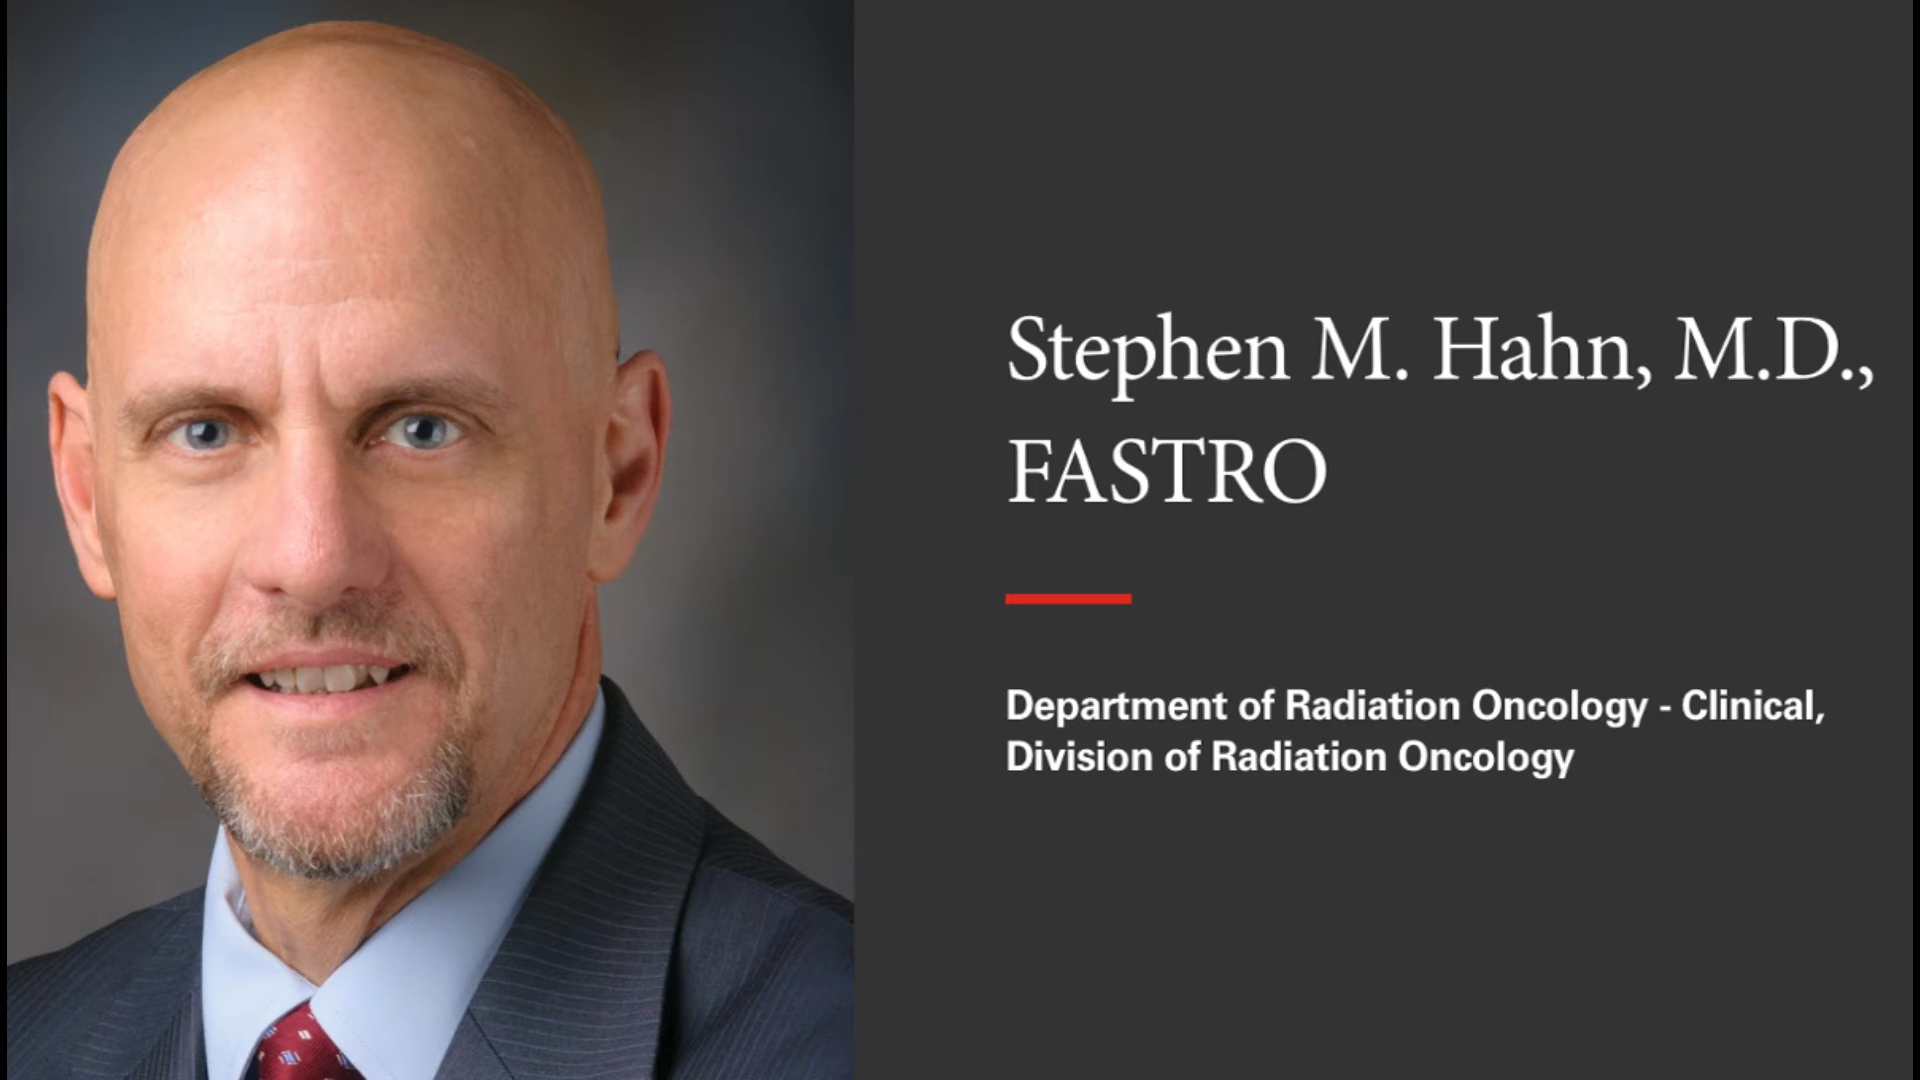 Stephen M. Hahn, M.D.,
FASTRO
Department of Radiation Oncology - Clinical,
Division of Radiation Oncology